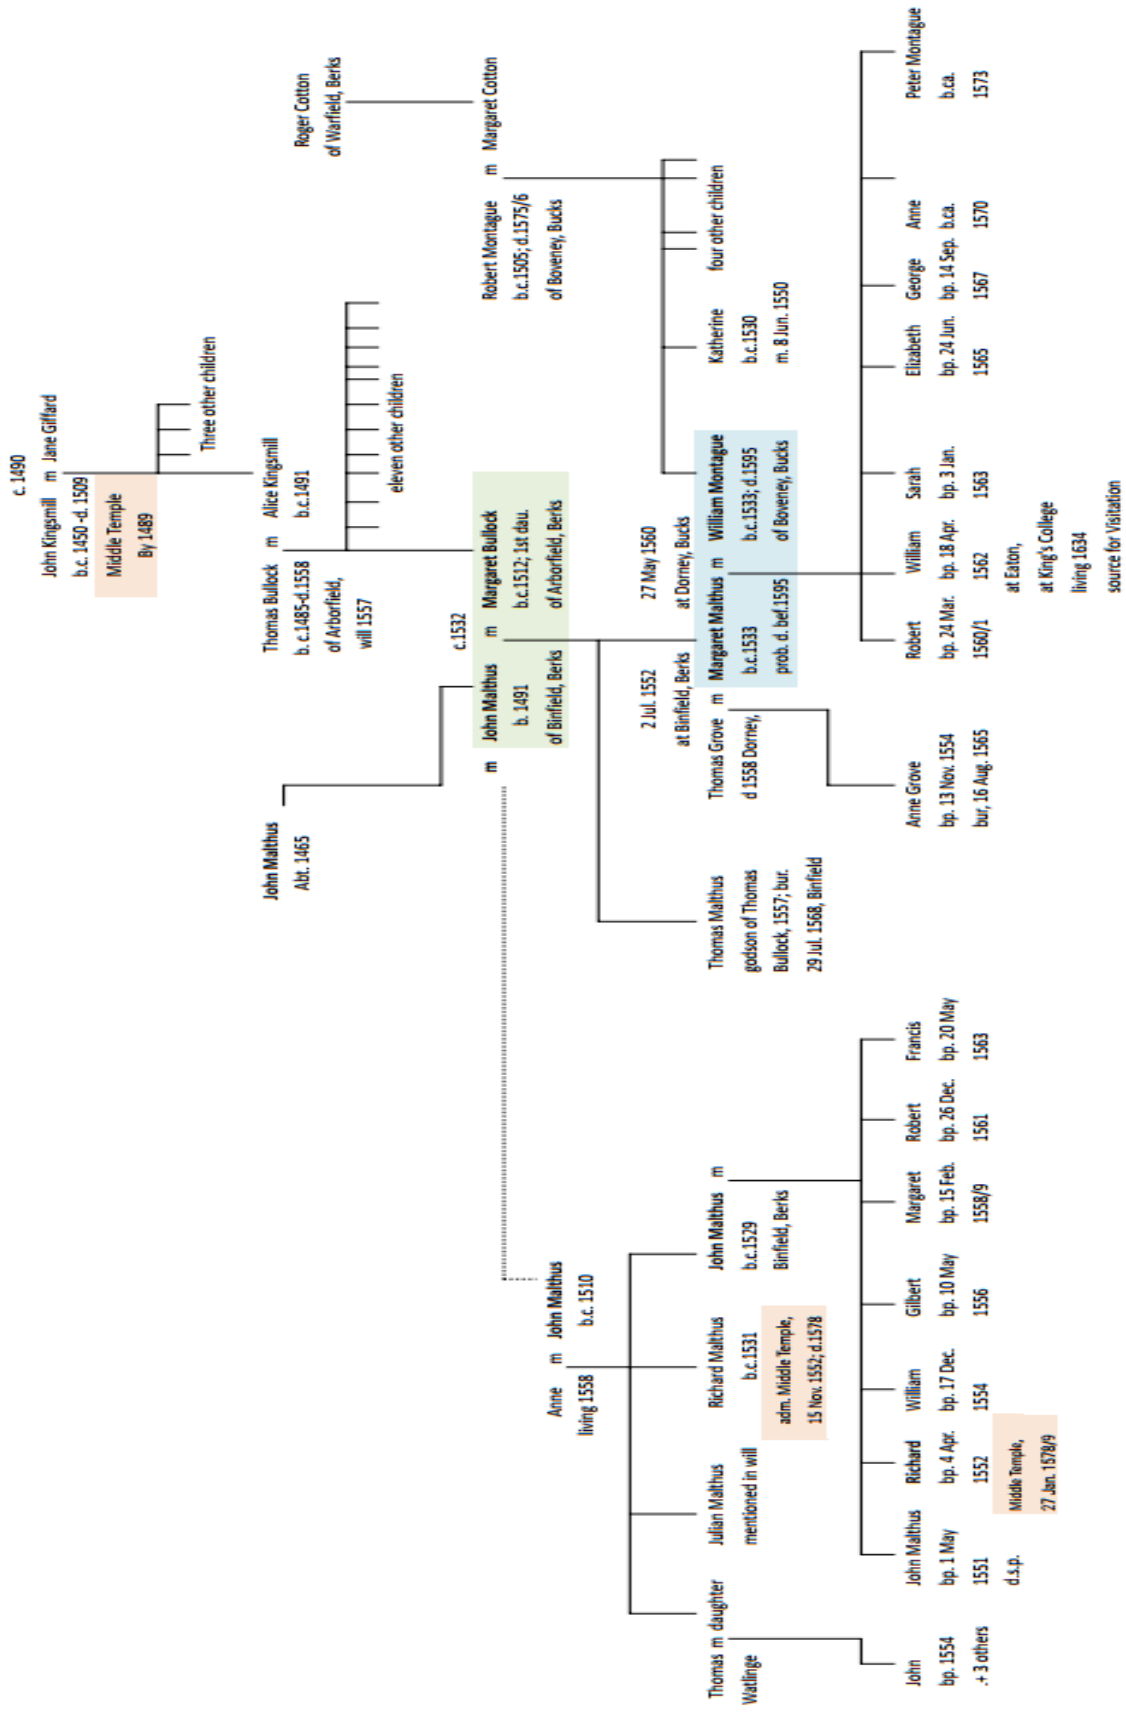 c. 1490
John Kingsmill m Jane Giffard
b.c. 1450 -d. 1509
Middle Temple
By 1489
Three other children
John Malthus
Abt. 1465
Thomas Bullock m Alice Kingsmill
b. c.1485-d.1558 b.c.1491
of Arborfield,
will 1557
eleven other children
Roger Cotton
of Warfield, Berks
c.1532
m John Malthus m Margaret Bullock
b. 1491 b.c.1512; 1st dau.
of Binfield, Berks of Arborfield, Berks
Robert Montague m Margaret Cotton
b.c.1505; d.1575/6
of Boveney, Bucks
Anne m John Malthus
living 1558 b.c. 1510
2 Jul. 1552 27 May 1560
at Binfield, Berks at Dorney, Bucks
Thomas m daughter
Watlinge
Julian Malthus
mentioned in will
Richard Malthus
b.c.1531
adm. Middle Temple,
15 Nov. 1552; d.1578
John Malthus m
b.c.1529
Binfield, Berks
Thomas Malthus
godson of Thomas
Bullock, 1557; bur.
29 Jul. 1568, Binfield
Thomas Grove m Margaret Malthus m William Montague
d 1558 Dorney, b.c.1533 b.c.1533; d.1595
prob. d. bef.1595 of Boveney, Bucks
Katherine
b.c.1530
m. 8 Jun. 1550
four other children
John
bp. 1554
.+ 3 others
John Malthus
bp. 1 May
1551
d.s.p.
Richard
bp. 4 Apr.
1552
Middle Temple,
27 Jan. 1578/9
William
bp. 17 Dec.
1554
Gilbert
bp. 10 May
1556
Margaret
bp. 15 Feb.
1558/9
Robert
bp. 26 Dec.
1561
Francis
bp. 20 May
1563
Anne Grove
bp. 13 Nov. 1554
bur, 16 Aug. 1565
Robert
bp. 24 Mar.
1560/1
William
bp. 18 Apr.
1562
at Eaton,
at King's College
living 1634
source for Visitation
Sarah
bp. 3 Jan.
1563
Elizabeth
bp. 24 Jun.
1565
George
bp. 14 Sep.
1567
Anne
b.ca.
1570
Peter Montague
b.ca.
1573